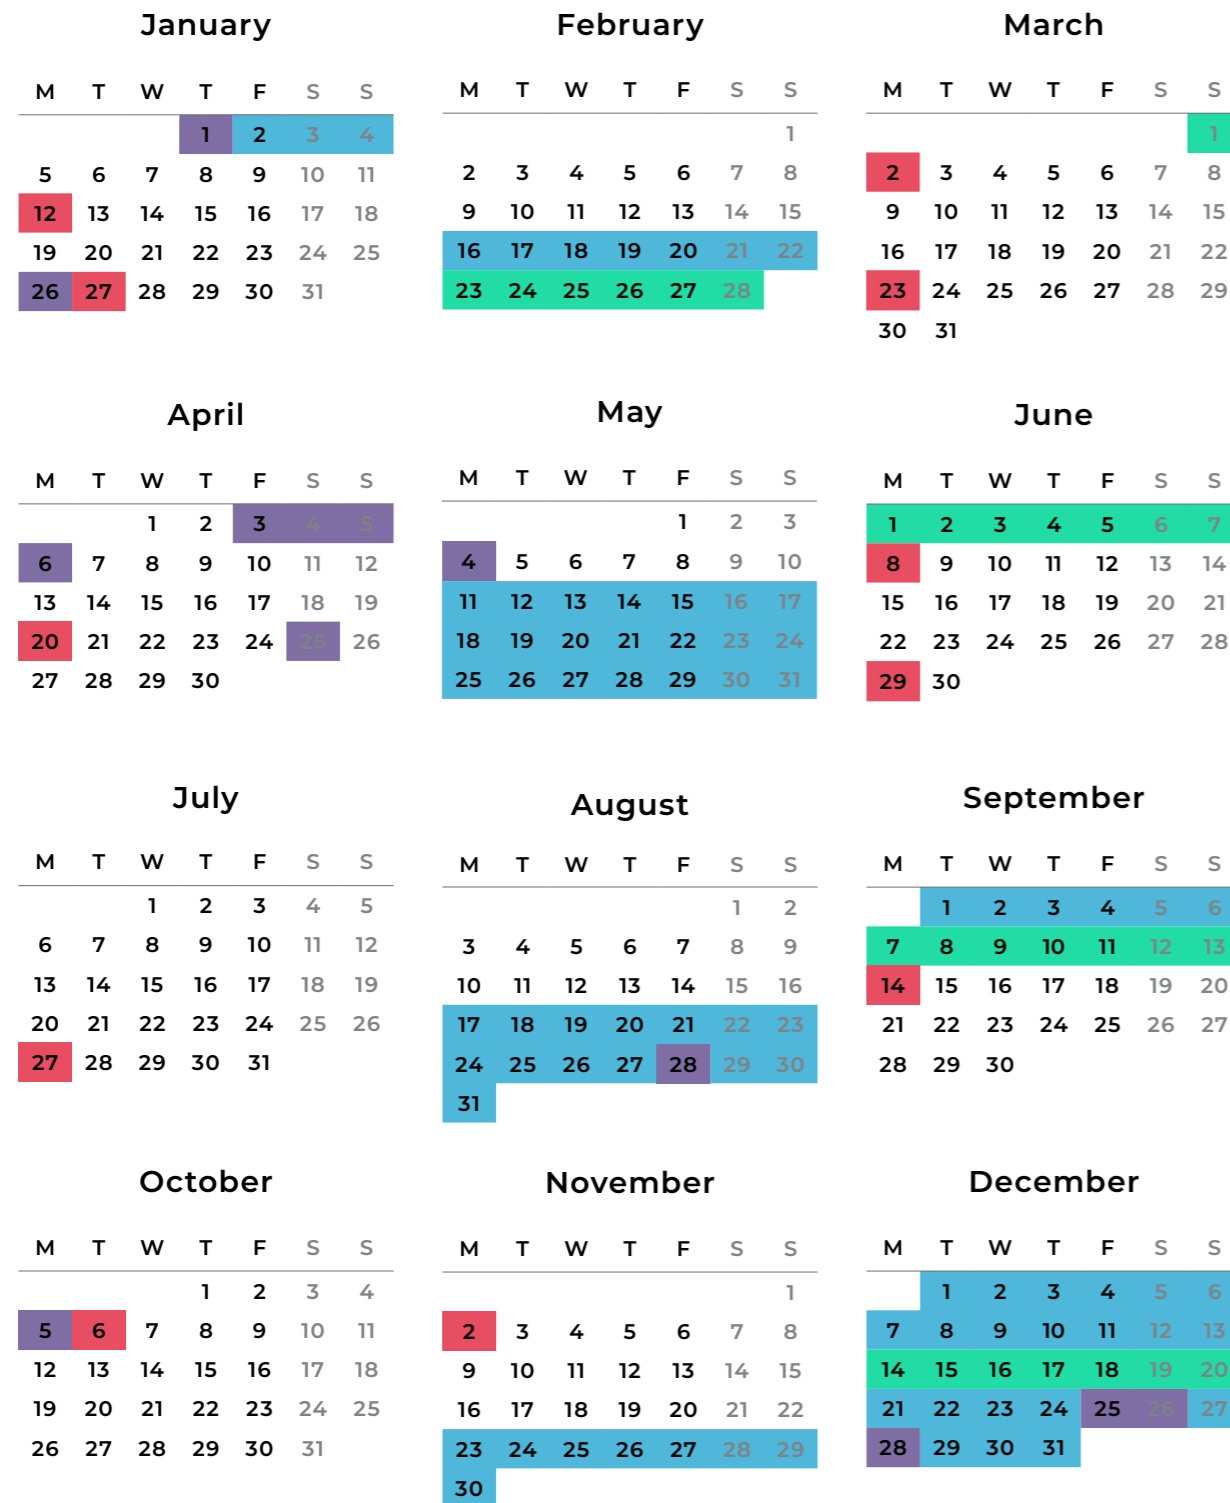 January
M T W T F S S
1 2 3 4
5 6 7 8 9 10 11
12 13 14 15 16 17 18
19 20 21 22 23 24 25
26 27 28 29 30 31
February
M T W T F S S
1
2 3 4 5 6 7 8
9 10 11 12 13 14 15
16 17 18 19 20 21 22
23 24 25 26 27 28
March
M T W T F S S
1
2 3 4 5 6 7 8
9 10 11 12 13 14 15
16 17 18 19 20 21 22
23 24 25 26 27 28 29
30 31
April
M T W T F S S
1 2 3 4 5
6 7 8 9 10 11 12
13 14 15 16 17 18 19
20 21 22 23 24 25 26
27 28 29 30
May
M T W T F S S
1 2 3
4 5 6 7 8 9 10
11 12 13 14 15 16 17
18 19 20 21 22 23 24
25 26 27 28 29 30 31
June
M T W T F S S
1 2 3 4 5 6 7
8 9 10 11 12 13 14
15 16 17 18 19 20 21
22 23 24 25 26 27 28
29 30
July
M T W T F S S
1 2 3 4 5
6 7 8 9 10 11 12
13 14 15 16 17 18 19
20 21 22 23 24 25 26
27 28 29 30 31
August
M T W T F S S
1 2
3 4 5 6 7 8 9
10 11 12 13 14 15 16
17 18 19 20 21 22 23
24 25 26 27 28 29 30
31
September
M T W T F S S
1 2 3 4 5 6
7 8 9 10 11 12 13
14 15 16 17 18 19 20
21 22 23 24 25 26 27
28 29 30
October
M T W T F S S
1 2 3 4
5 6 7 8 9 10 11
12 13 14 15 16 17 18
19 20 21 22 23 24 25
26 27 28 29 30 31
November
M T W T F S S
1
2 3 4 5 6 7 8
9 10 11 12 13 14 15
16 17 18 19 20 21 22
23 24 25 26 27 28 29
30
December
M T W T F S S
1 2 3 4 5 6
7 8 9 10 11 12 13
14 15 16 17 18 19 20
21 22 23 24 25 26 27
28 29 30 31